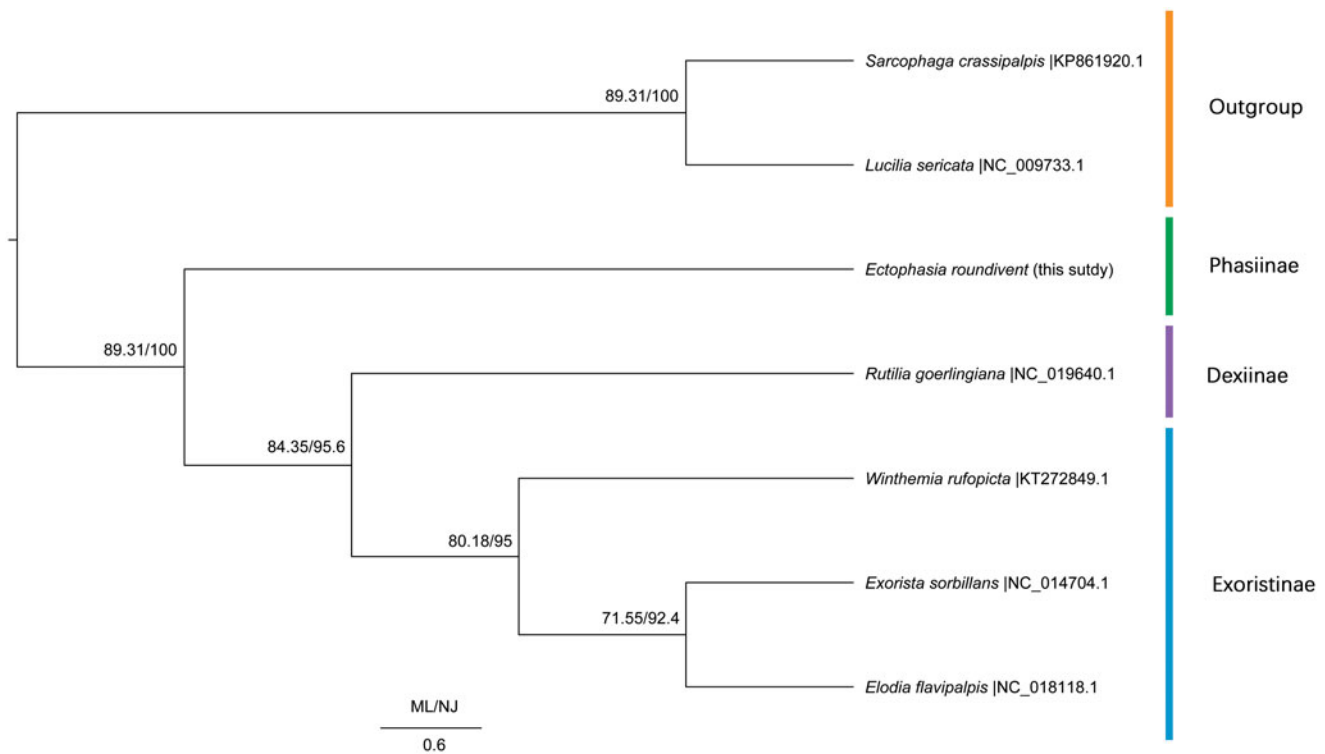 Sarcophaga crassipalpis |KP861920.1
89.31/100
Outgroup
Lucilia sericata |NC_009733.1
Ectophasia roundivent (this sutdy)
Phasiinae
89.31/100
Rutilia goerlingiana |NC_019640.1
Dexiinae
84.35/95.6
Winthemia rufopicta |KT272849.1
80.18/95
Exorista sorbillans |NC_014704.1
Exoristinae
71.55/92.4
Elodia flavipalpis |NC_018118.1
ML/NJ
0.6